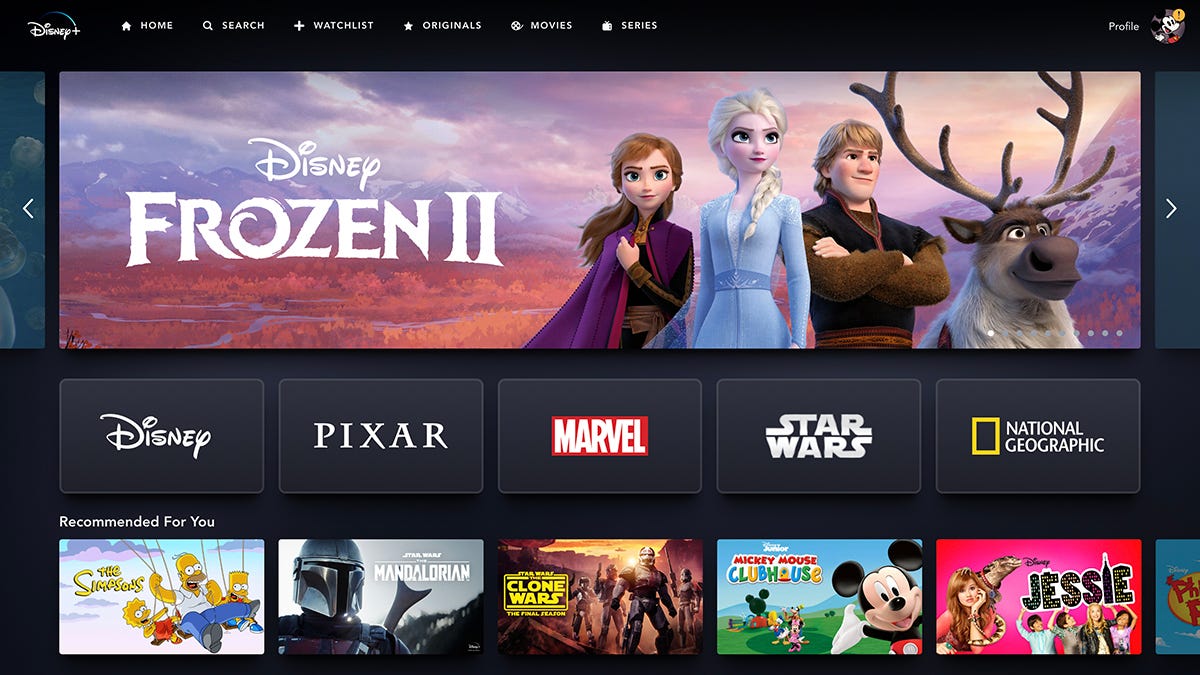 Disney+
HOME
SEARCH
WATCHLIST
ORIGINALS
MOVIES
SERIES
Profile
Disney
FROZEN II
Disney
PIXAR
MARVEL
STAR
WARS
NATIONAL
GEOGRAPHIC
Recommended For You
THE
SIMPSONS
STAR WARS
THE
MANDALORIAN
Disney+
STAR WARS
THE
CLONE
WARS
THE FINAL SEASON
Disney
Junior
MICKEY MOUSE
CLUBHOUSE
Disney
JESSIE
Disney